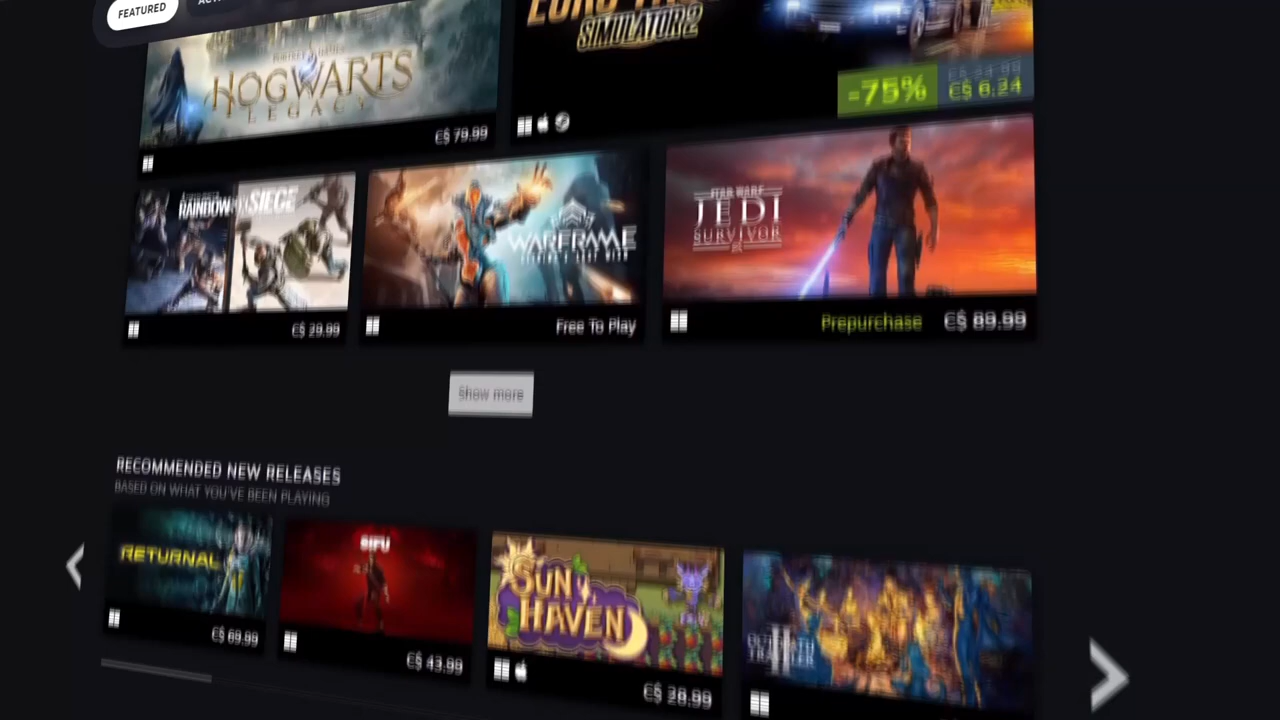 FEATURED
HOGWARTS
LEGACY
C$ 79.99
SIMULATOR 2
-75%
C$ 6.24
RAINBOW SIEGE
C$ 29.99
WARFRAME
Free To Play
STAR WARS
JEDI
SURVIVOR
Prepurchase C$ 89.99
Show more
RECOMMENDED NEW RELEASES
BASED ON WHAT YOU'VE BEEN PLAYING
RETURNAL
C$ 69.99
SIFU
C$ 43.99
SUN
HAVEN
C$ 28.99
II